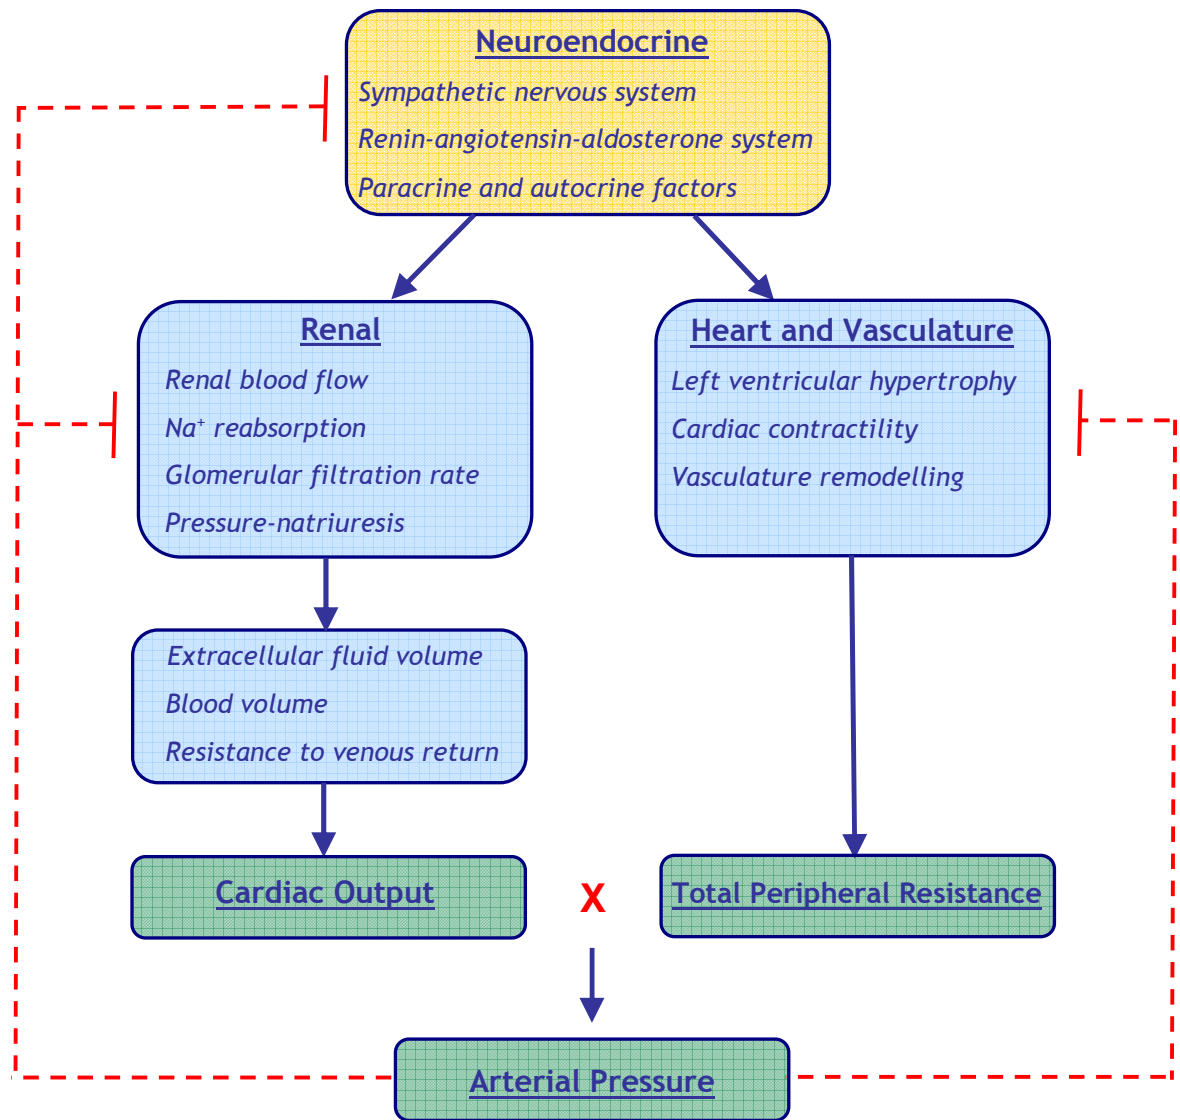 Neuroendocrine
Sympathetic nervous system
Renin-angiotensin-aldosterone system
Paracrine and autocrine factors
Renal
Renal blood flow
Na⁺ reabsorption
Glomerular filtration rate
Pressure-natriuresis
Heart and Vasculature
Left ventricular hypertrophy
Cardiac contractility
Vasculature remodelling
Extracellular fluid volume
Blood volume
Resistance to venous return
Cardiac Output
X
Total Peripheral Resistance
Arterial Pressure